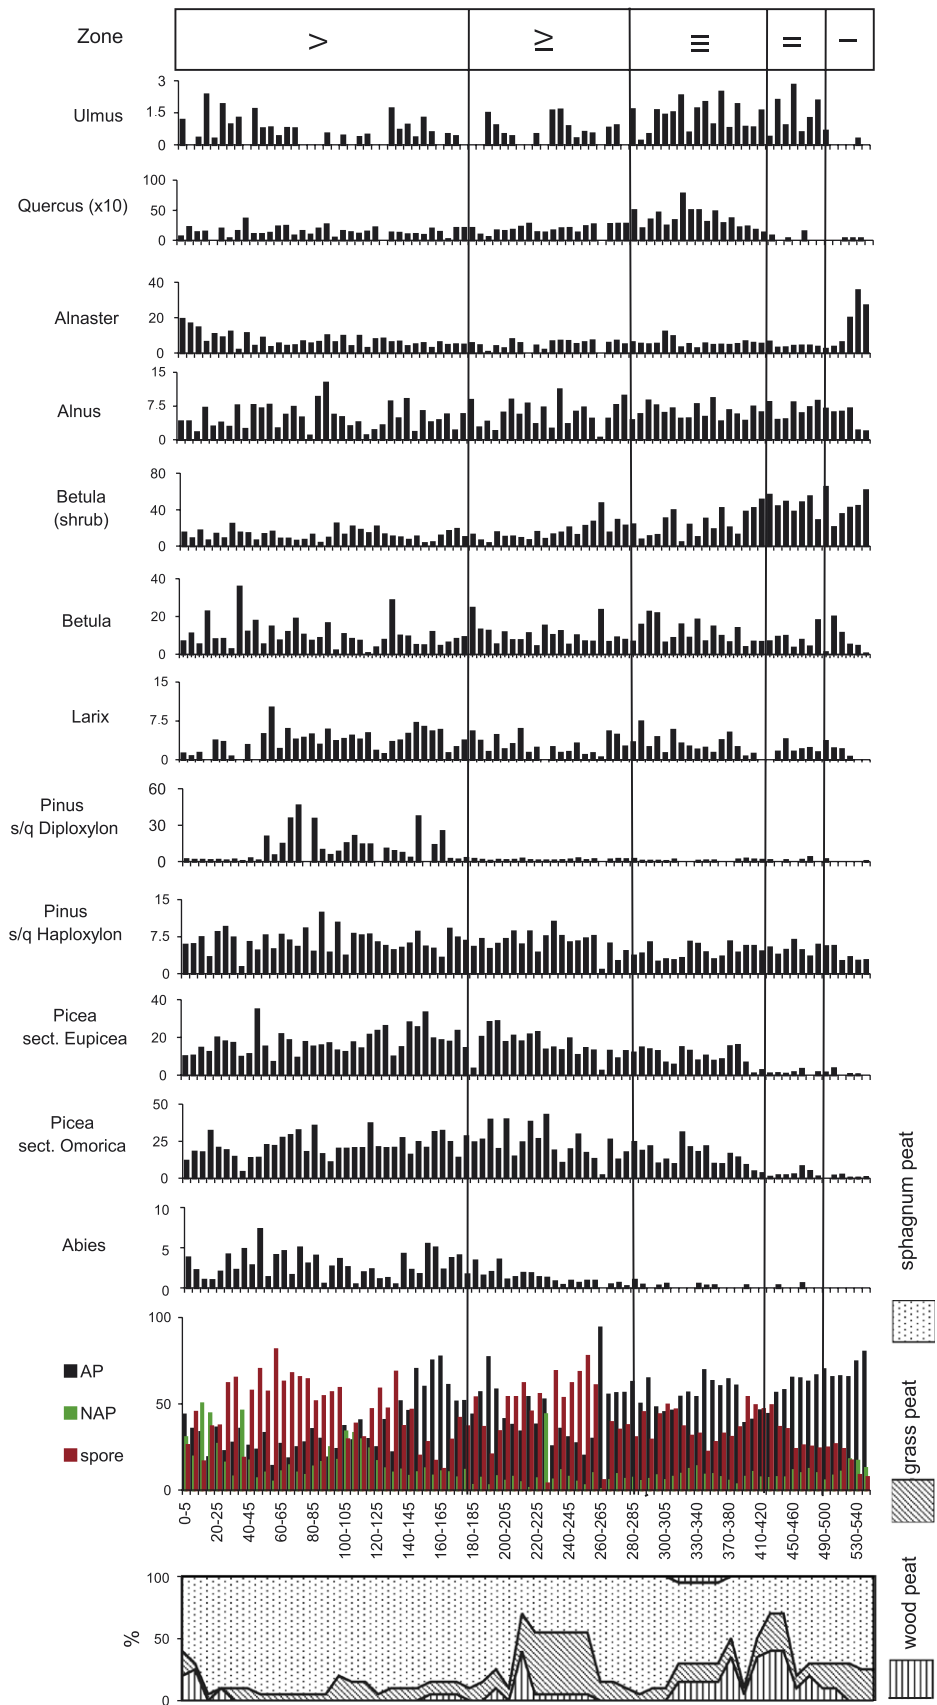 Zone
V
IV
III
II
I
Ulmus
3
1.5
0
Quercus (x10)
100
50
0
Alnaster
40
20
0
Alnus
15
7.5
0
Betula
(shrub)
80
40
0
Betula
40
20
0
Larix
15
7.5
0
Pinus
s/q Diploxylon
60
30
0
Pinus
s/q Haploxylon
15
7.5
0
Picea
sect. Eupicea
40
20
0
Picea
sect. Omorica
50
25
0
Abies
10
5
0
100
50
0
AP
NAP
spore
0-5
20-25
40-45
60-65
80-85
100-105
120-125
140-145
160-165
180-185
200-205
220-225
240-245
260-265
280-285
300-305
330-340
370-380
410-420
450-460
490-500
530-540
%
100
50
0
sphagnum peat
grass peat
wood peat